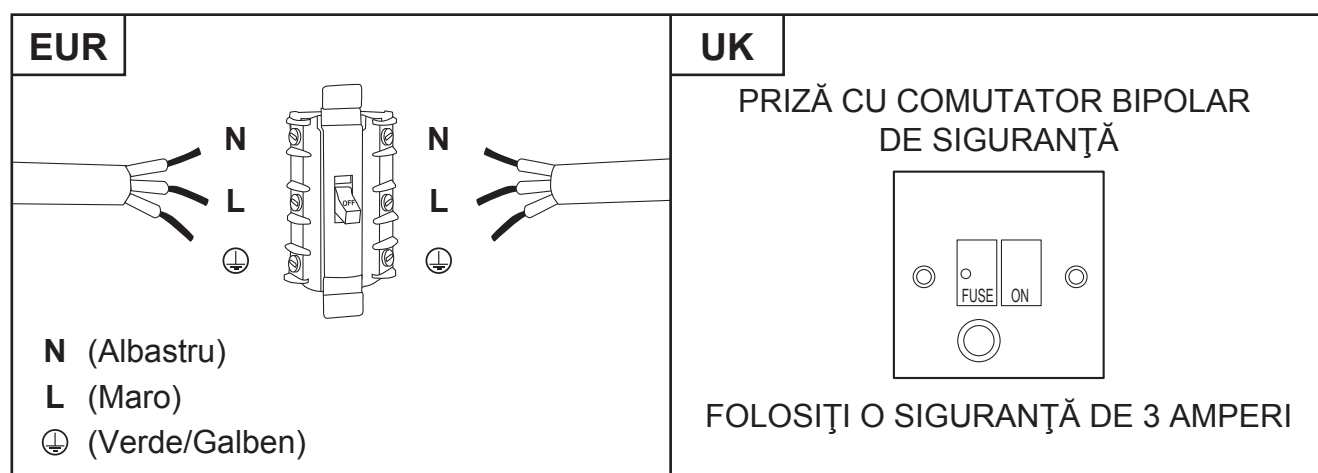 EUR
N
L
OFF
N
L
N (Albastru)
L (Maro)
(Verde/Galben)
UK
PRIZĂ CU COMUTATOR BIPOLAR
DE SIGURANŢĂ
FUSE ON
FOLOSIŢI O SIGURANŢĂ DE 3 AMPERI